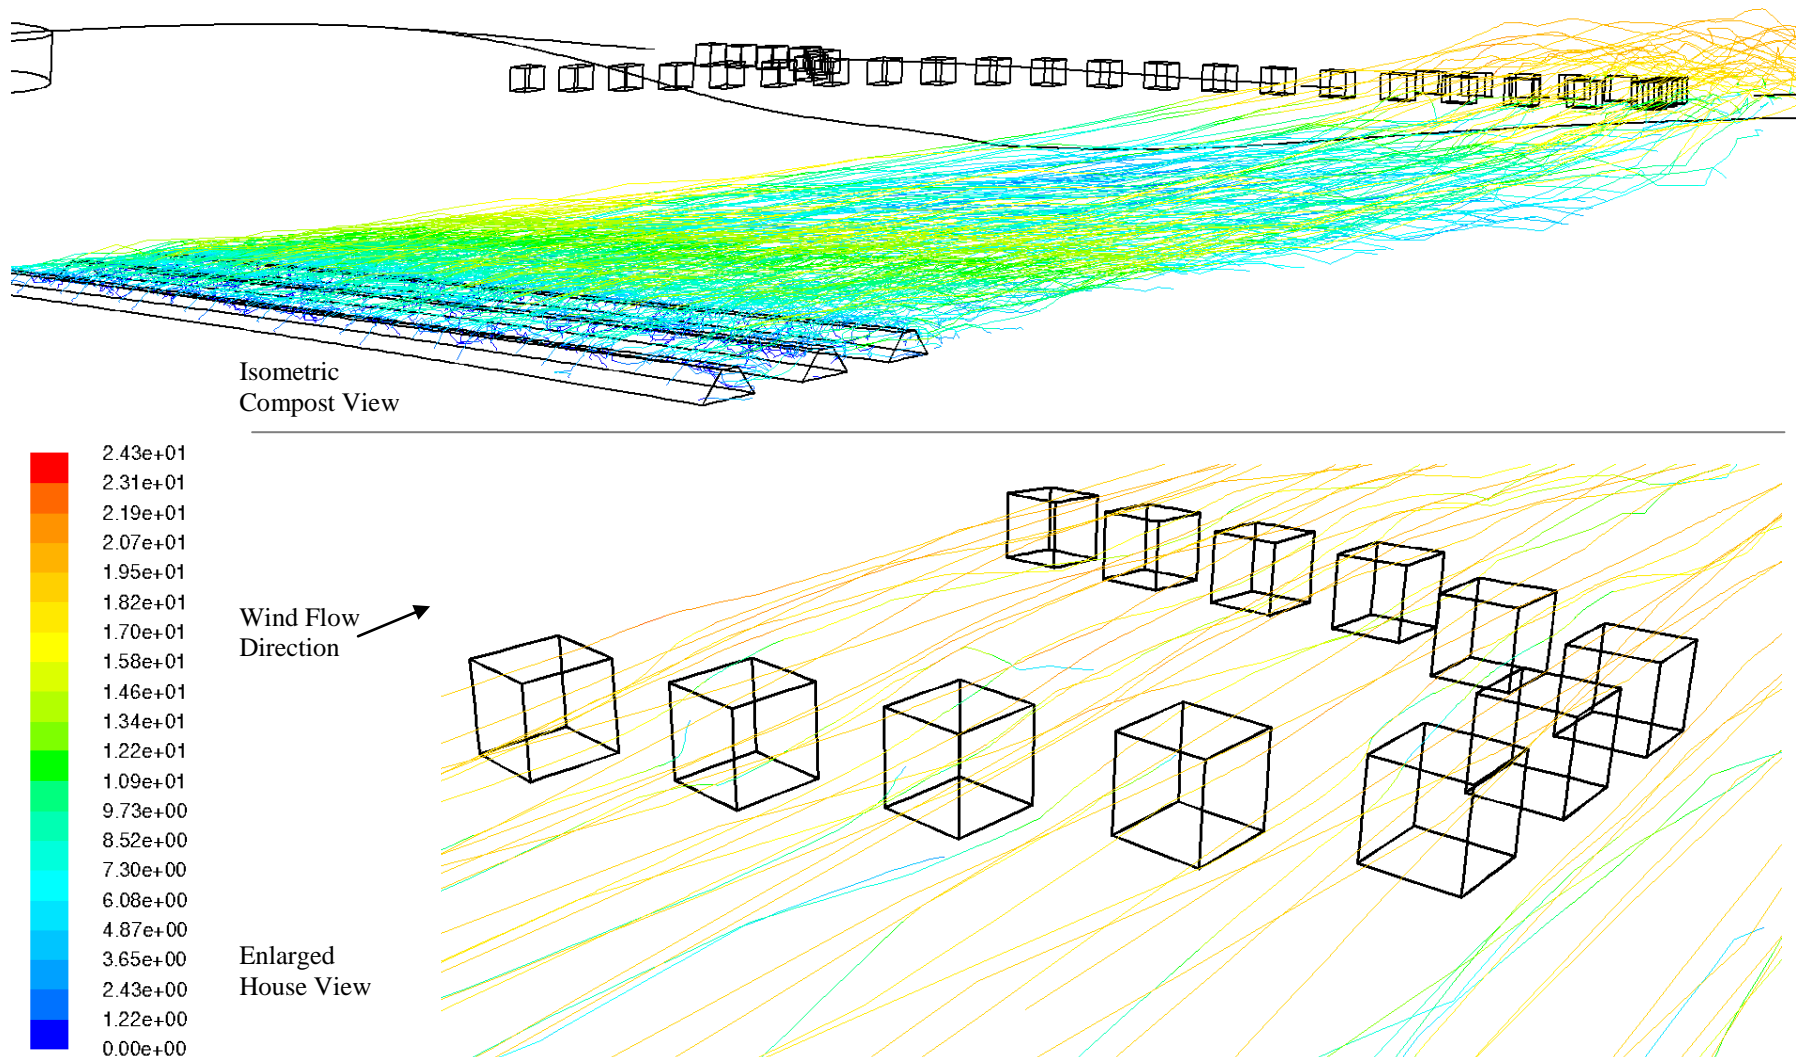 Isometric
Compost View
2.43e+01
2.31e+01
2.19e+01
2.07e+01
1.95e+01
1.82e+01
1.70e+01
1.58e+01
1.46e+01
1.34e+01
1.22e+01
1.09e+01
9.73e+00
8.52e+00
7.30e+00
6.08e+00
4.87e+00
3.65e+00
2.43e+00
1.22e+00
0.00e+00
Wind Flow
Direction
Enlarged
House View